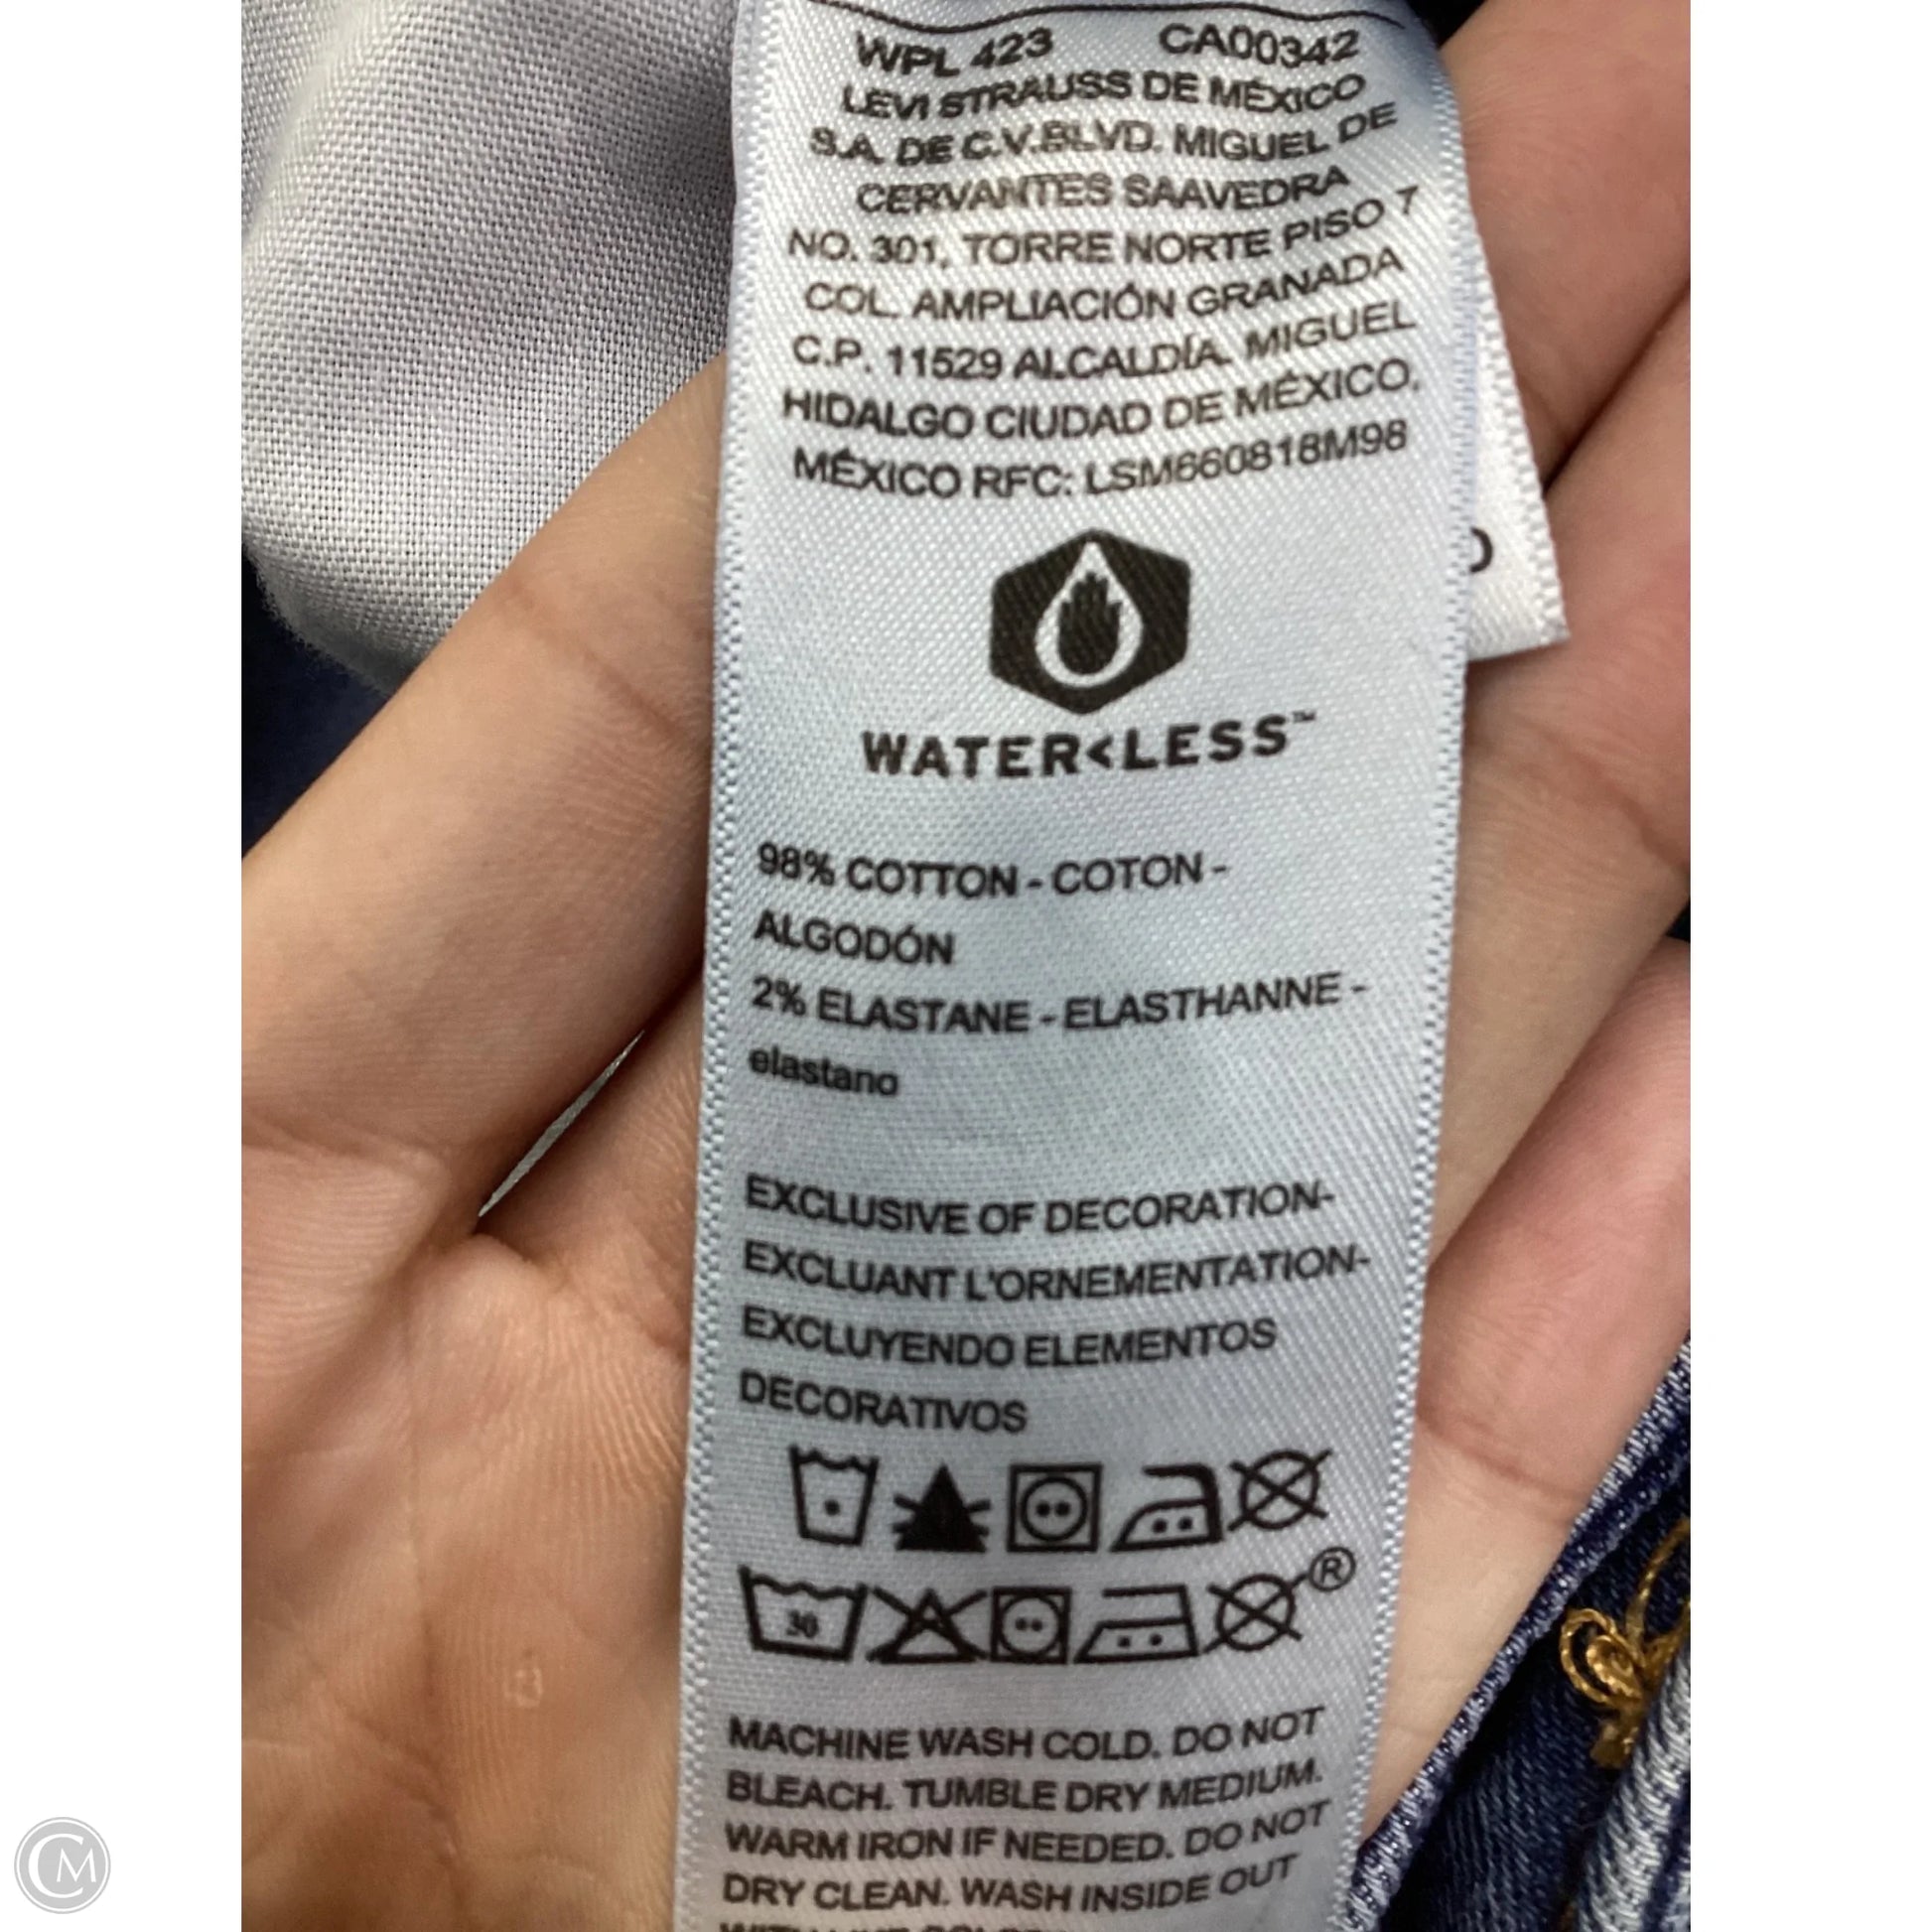 WPL 423 CA00342
LEVI STRAUSS DE MÉXICO
S.A. DE C.V.BLVD. MIGUEL DE
CERVANTES SAAVEDRA
NO. 301, TORRE NORTE PISO 7
COL. AMPLIACIÓN GRANADA
C.P. 11529 ALCALDÍA. MIGUEL
HIDALGO CIUDAD DE MÉXICO.
MÉXICO RFC: LSM660818M98
WATER<LESS™
98% COTTON - COTON -
ALGODÓN
2% ELASTANE - ELASTHANNE -
elastano
EXCLUSIVE OF DECORATION-
EXCLUANT L'ORNEMENTATION-
EXCLUYENDO ELEMENTOS
DECORATIVOS
30 ®
MACHINE WASH COLD. DO NOT
BLEACH. TUMBLE DRY MEDIUM.
WARM IRON IF NEEDED. DO NOT
DRY CLEAN. WASH INSIDE OUT
CM